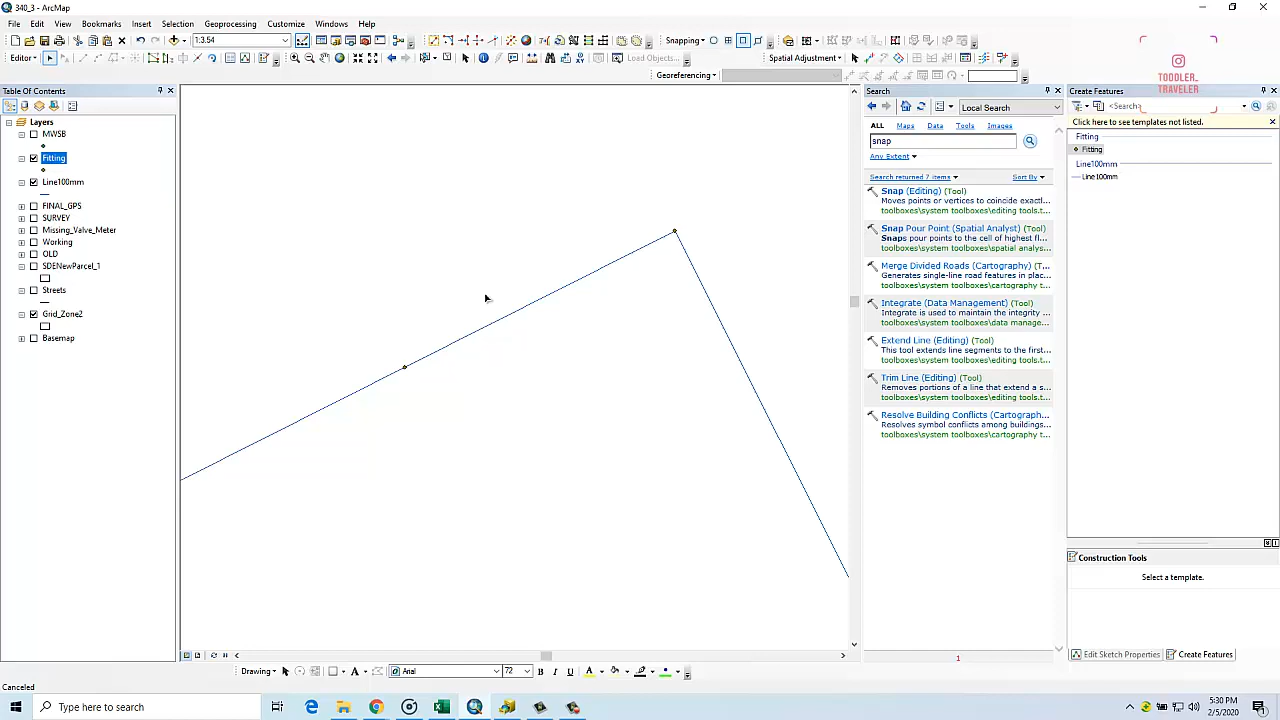 340_3 - ArcMap
File Edit View Bookmarks Insert Selection Geoprocessing Customize Windows Help
1:3.54
Snapping
Editor
Load Objects...
Spatial Adjustment
Georeferencing
TODDLER_
TRAVELER
Table Of Contents
Layers
MWSB
Fitting
Line100mm
FINAL_GPS
SURVEY
Missing_Valve_Meter
Working
OLD
SDENewParcel_1
Streets
Grid_Zone2
Basemap
Search
Local Search
ALL Maps Data Tools Images
snap
Any Extent
Search returned 7 items
Sort By
Snap (Editing) (Tool)
Moves points or vertices to coincide exactl...
toolboxes\system toolboxes\editing tools.t...
Snap Pour Point (Spatial Analyst) (Tool)
Snaps pour points to the cell of highest fl...
toolboxes\system toolboxes\spatial analys...
Merge Divided Roads (Cartography) (T...
Generates single-line road features in plac...
toolboxes\system toolboxes\cartography t...
Integrate (Data Management) (Tool)
Integrate is used to maintain the integrity ...
toolboxes\system toolboxes\data manage...
Extend Line (Editing) (Tool)
This tool extends line segments to the first...
toolboxes\system toolboxes\editing tools.t...
Trim Line (Editing) (Tool)
Removes portions of a line that extend a s...
toolboxes\system toolboxes\editing tools.t...
Resolve Building Conflicts (Cartograph...
Resolves symbol conflicts among buildings...
toolboxes\system toolboxes\cartography t...
1
Create Features
<Search>
Click here to see templates not listed.
Fitting
Fitting
Line100mm
Line100mm
Construction Tools
Select a template.
Edit Sketch Properties
Create Features
Drawing
A
Arial
72
B I U A
Canceled
Type here to search
5:30 PM
2/5/2020